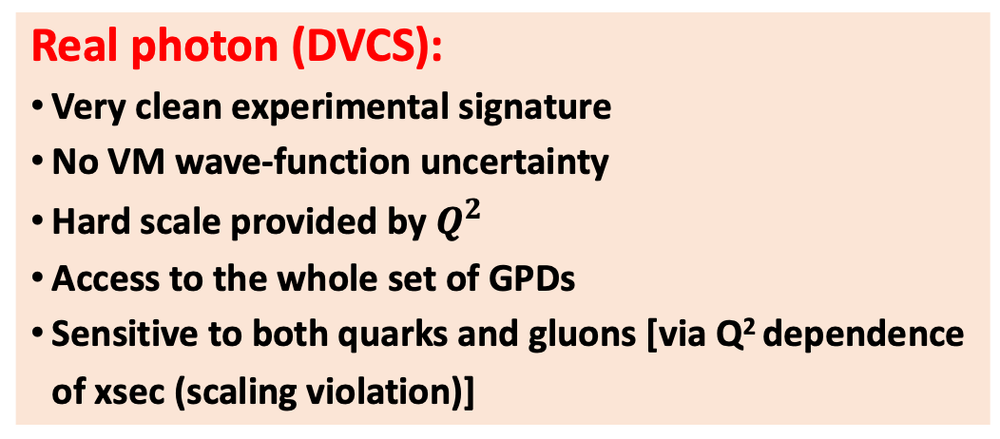 Real photon (DVCS):
• Very clean experimental signature
• No VM wave-function uncertainty
• Hard scale provided by Q²
• Access to the whole set of GPDs
• Sensitive to both quarks and gluons [via Q² dependence
of xsec (scaling violation)]